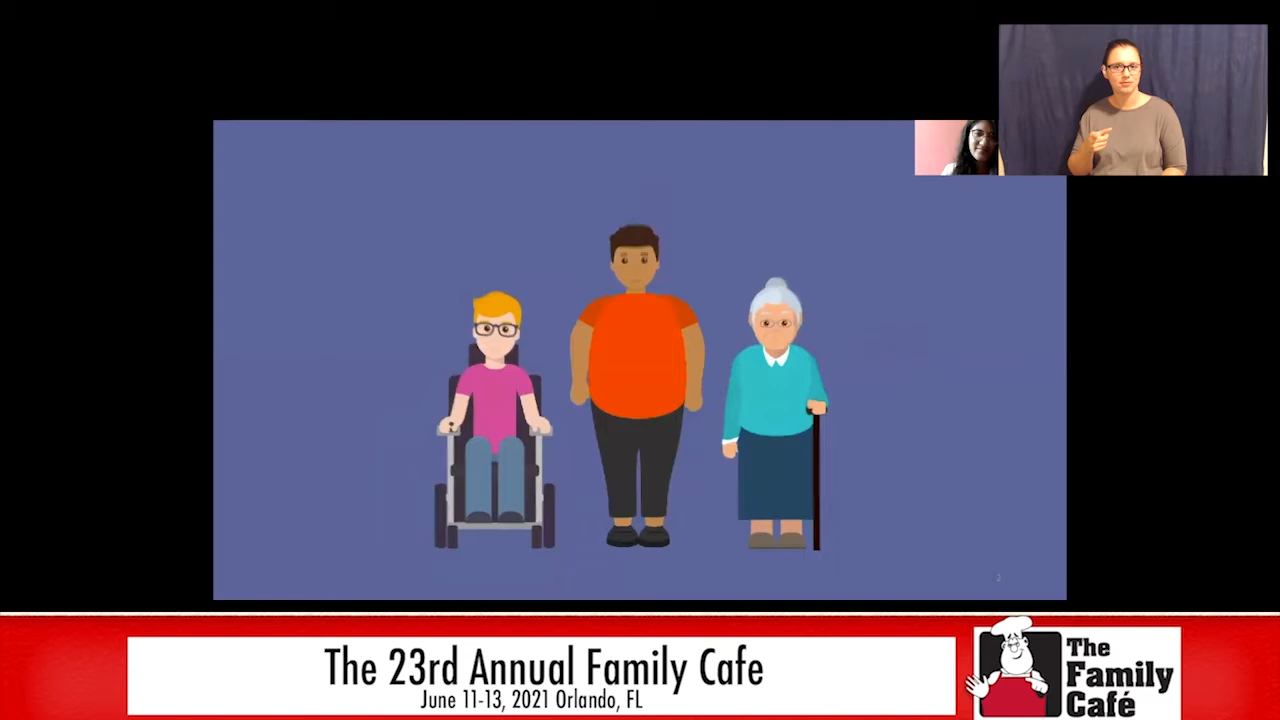 The 23rd Annual Family Cafe
June 11-13, 2021 Orlando, FL
The
Family
Café